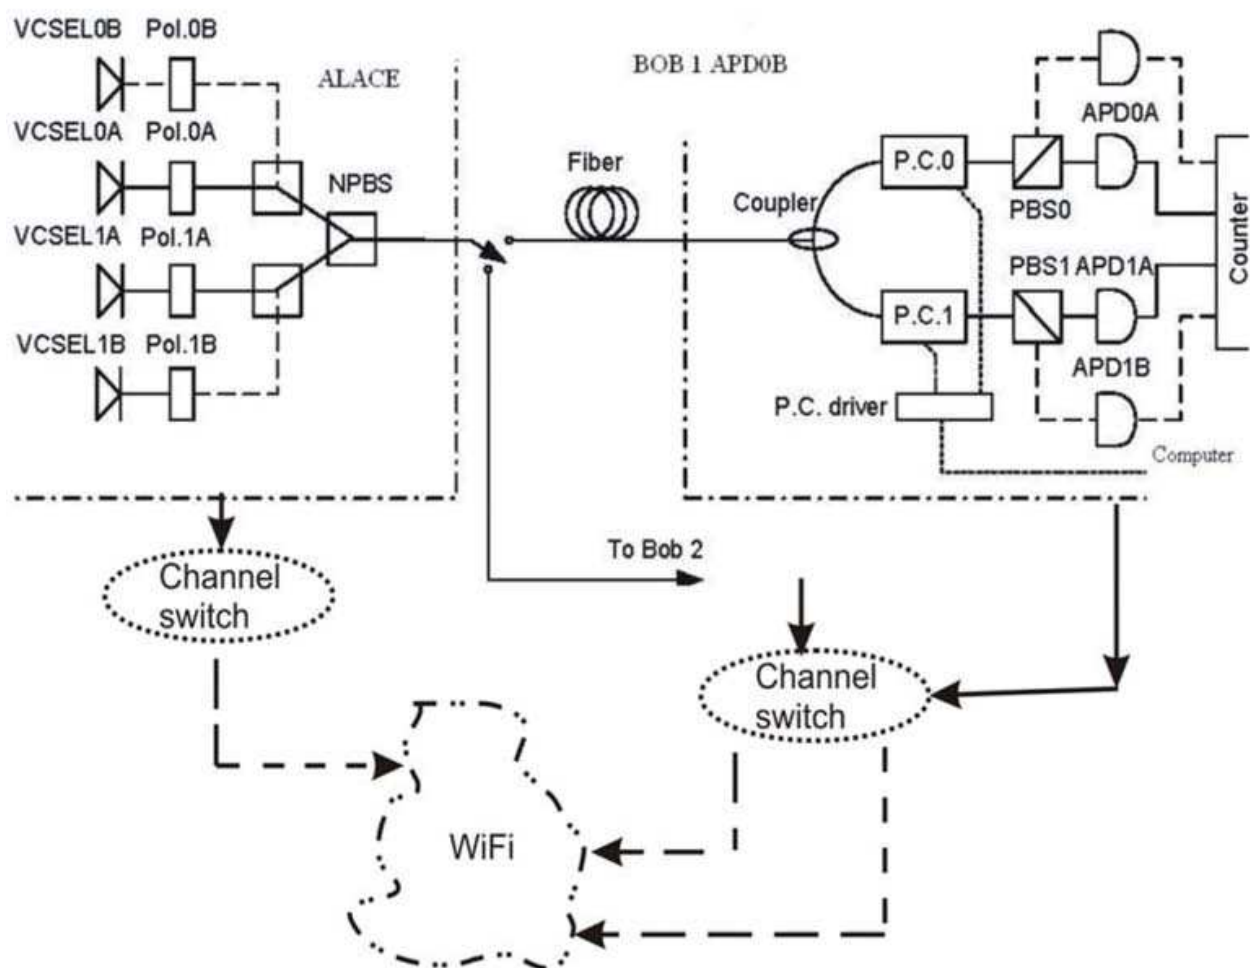 VCSEL0B Pol.0B
ALACE
BOB 1 APD0B
VCSEL0A Pol.0A
NPBS
Fiber
Coupler
P.C.0
PBS0
APD0A
VCSEL1A Pol.1A
PBS1 APD1A
Counter
P.C.1
VCSEL1B Pol.1B
APD1B
P.C. driver
Computer
To Bob 2
Channel
switch
Channel
switch
WiFi